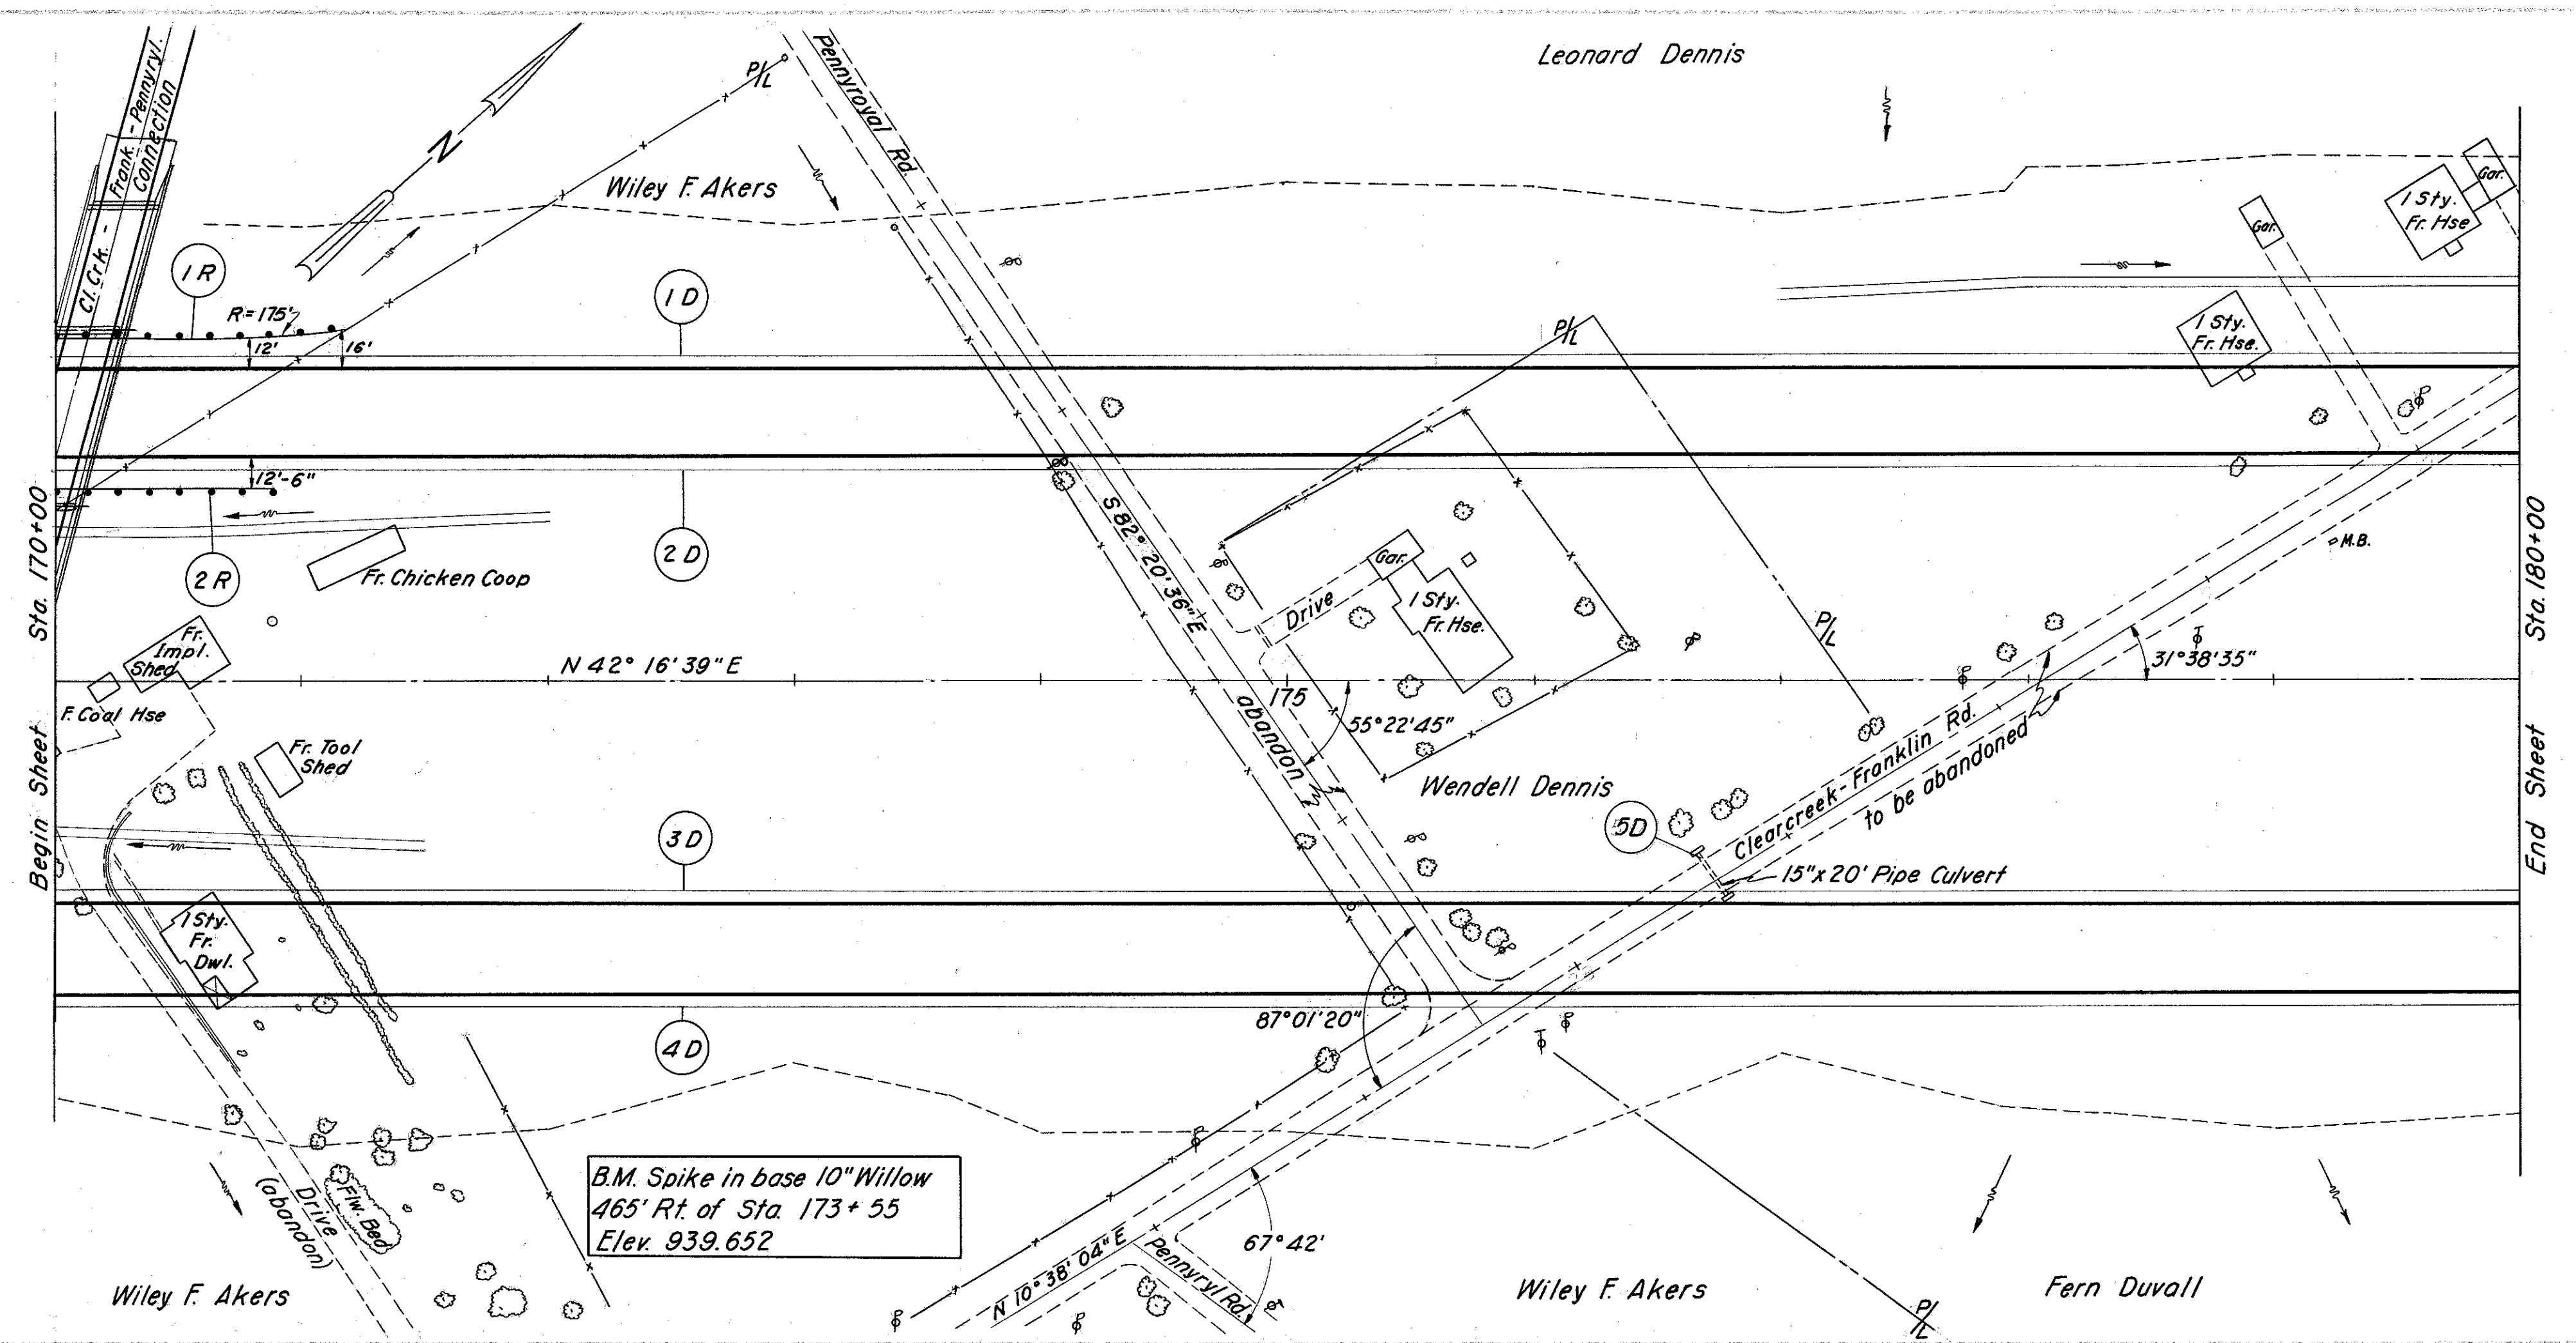 Leonard Dennis
Cl. Crk. - Frank. - Pennyryl.
Connection
P/L
Pennyroyal Rd.
N
Wiley F. Akers
Gar.
1 Sty.
Fr. Hse
Gar.
1 R
R=175'
12'
16'
1 D
P/L
1 Sty.
Fr. Hse.
12'-6"
2 R
2 D
Fr. Chicken Coop
S 82° 20' 36" E
abandon
Gar.
Drive
1 Sty.
Fr. Hse.
P/L
M.B.
Sta. 170+00
Begin Sheet
Sta. 180+00
End Sheet
Fr.
Impl.
Shed
F. Coal Hse
N 42° 16' 39" E
175
55°22'45"
31°38'35"
Fr. Tool
Shed
Wendell Dennis
Clearcreek-Franklin Rd.
to be abandoned
5D
15"x 20' Pipe Culvert
3 D
1 Sty.
Fr.
Dwl.
4 D
87°01'20"
B.M. Spike in base 10" Willow
465' Rt. of Sta. 173 + 55
Elev. 939.652
Drive
(abandon)
Flw. Bed
N 10° 38' 04" E
Pennyryl Rd.
67°42'
Wiley F. Akers
Wiley F. Akers
P/L
Fern Duvall